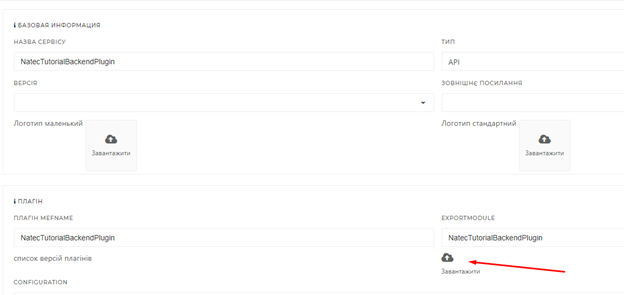 БАЗОВАЯ ИНФОРМАЦИЯ
НАЗВА СЕРВІСУ
ТИП
NatecTutorialBackendPlugin
API
ВЕРСІЯ
ЗОВНІШНЄ ПОСИЛАННЯ
Логотип маленький
Завантажити
Логотип стандартний
Завантажити
ПЛАГІН
ПЛАГІН MEFNAME
EXPORTMODULE
NatecTutorialBackendPlugin
NatecTutorialBackendPlugin
список версій плагінів
Завантажити
CONFIGURATION